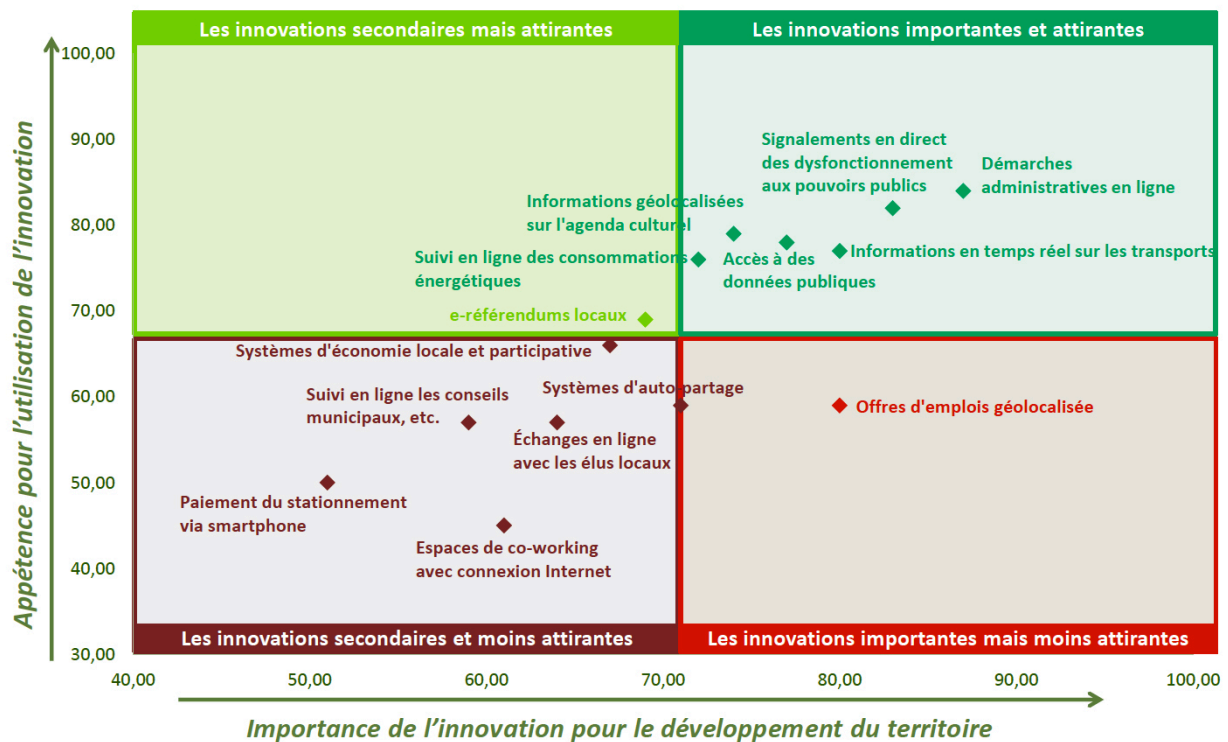 Les innovations secondaires mais attirantes
Les innovations importantes et attirantes
Appétence pour l'utilisation de l'innovation
100,00
90,00
80,00
70,00
60,00
50,00
40,00
30,00
Signalements en direct
des dysfonctionnement
aux pouvoirs publics
Démarches
administratives en ligne
Informations géolocalisées
sur l'agenda culturel
Suivi en ligne des consommations
énergétiques
Accès à des
données publiques
Informations en temps réel sur les transports
e-référendums locaux
Systèmes d'économie locale et participative
Suivi en ligne les conseils
municipaux, etc.
Systèmes d'auto-partage
Offres d'emplois géolocalisée
Échanges en ligne
avec les élus locaux
Paiement du stationnement
via smartphone
Espaces de co-working
avec connexion Internet
Les innovations secondaires et moins attirantes
Les innovations importantes mais moins attirantes
40,00
50,00
60,00
70,00
80,00
90,00
100,00
Importance de l'innovation pour le développement du territoire